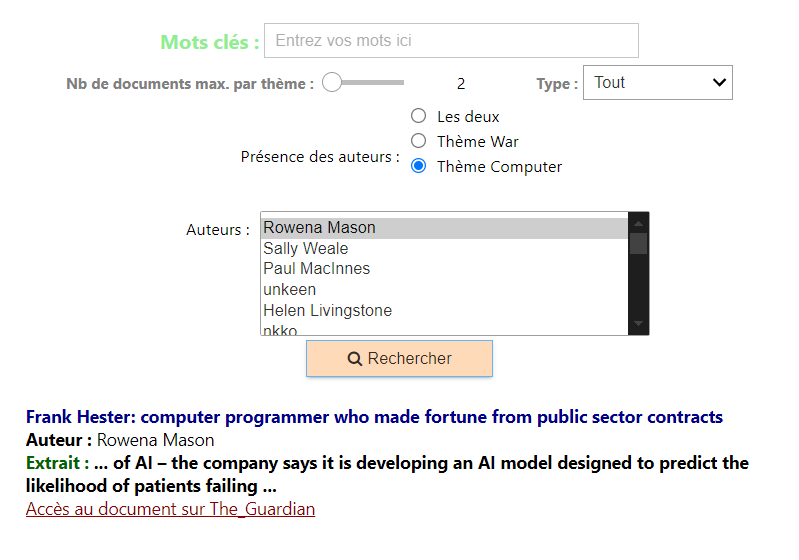 Mots clés : Entrez vos mots ici
Nb de documents max. par thème : 2 Type : Tout
Les deux
Thème War
Présence des auteurs :
Thème Computer
Auteurs : Rowena Mason
Sally Weale
Paul MacInnes
unkeen
Helen Livingstone
nkko
Rechercher
Frank Hester: computer programmer who made fortune from public sector contracts
Auteur : Rowena Mason
Extrait : ... of AI – the company says it is developing an AI model designed to predict the
likelihood of patients failing ...
Accès au document sur The_Guardian